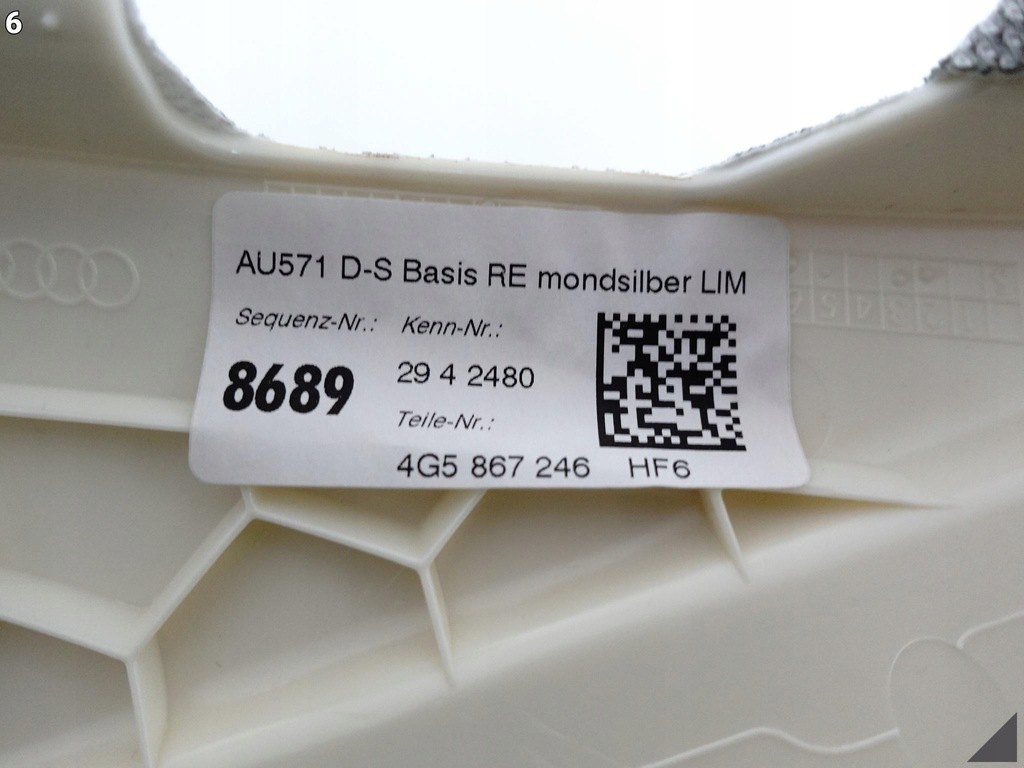 6
AU571 D-S Basis RE mondsilber LIM
Sequenz-Nr.: Kenn-Nr.:
8689 29 4 2480
Teile-Nr.:
4G5 867 246 HF6